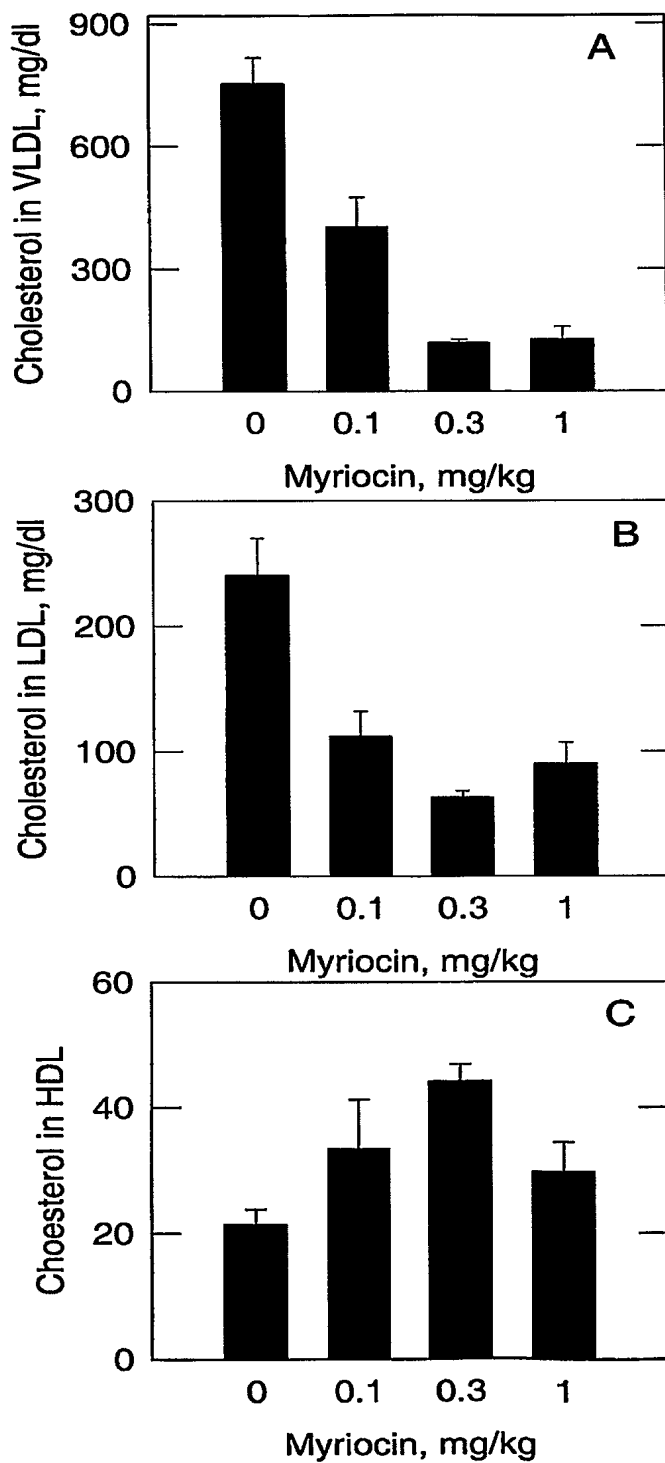 A
Cholesterol in VLDL, mg/dl
900
600
300
0
0 0.1 0.3 1
Myriocin, mg/kg
B
Cholesterol in LDL, mg/dl
300
200
100
0
0 0.1 0.3 1
Myriocin, mg/kg
C
Choesterol in HDL
60
40
20
0
0 0.1 0.3 1
Myriocin, mg/kg